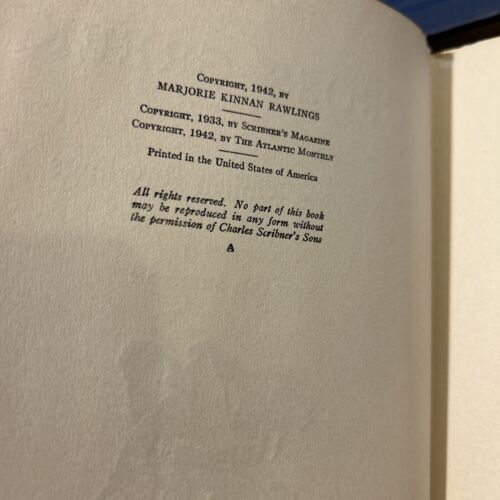 Copyright, 1942, by
MARJORIE KINNAN RAWLINGS
Copyright, 1933, by Scribner's Magazine
Copyright, 1942, by The Atlantic Monthly
Printed in the United States of America
All rights reserved. No part of this book
may be reproduced in any form without
the permission of Charles Scribner's Sons
A